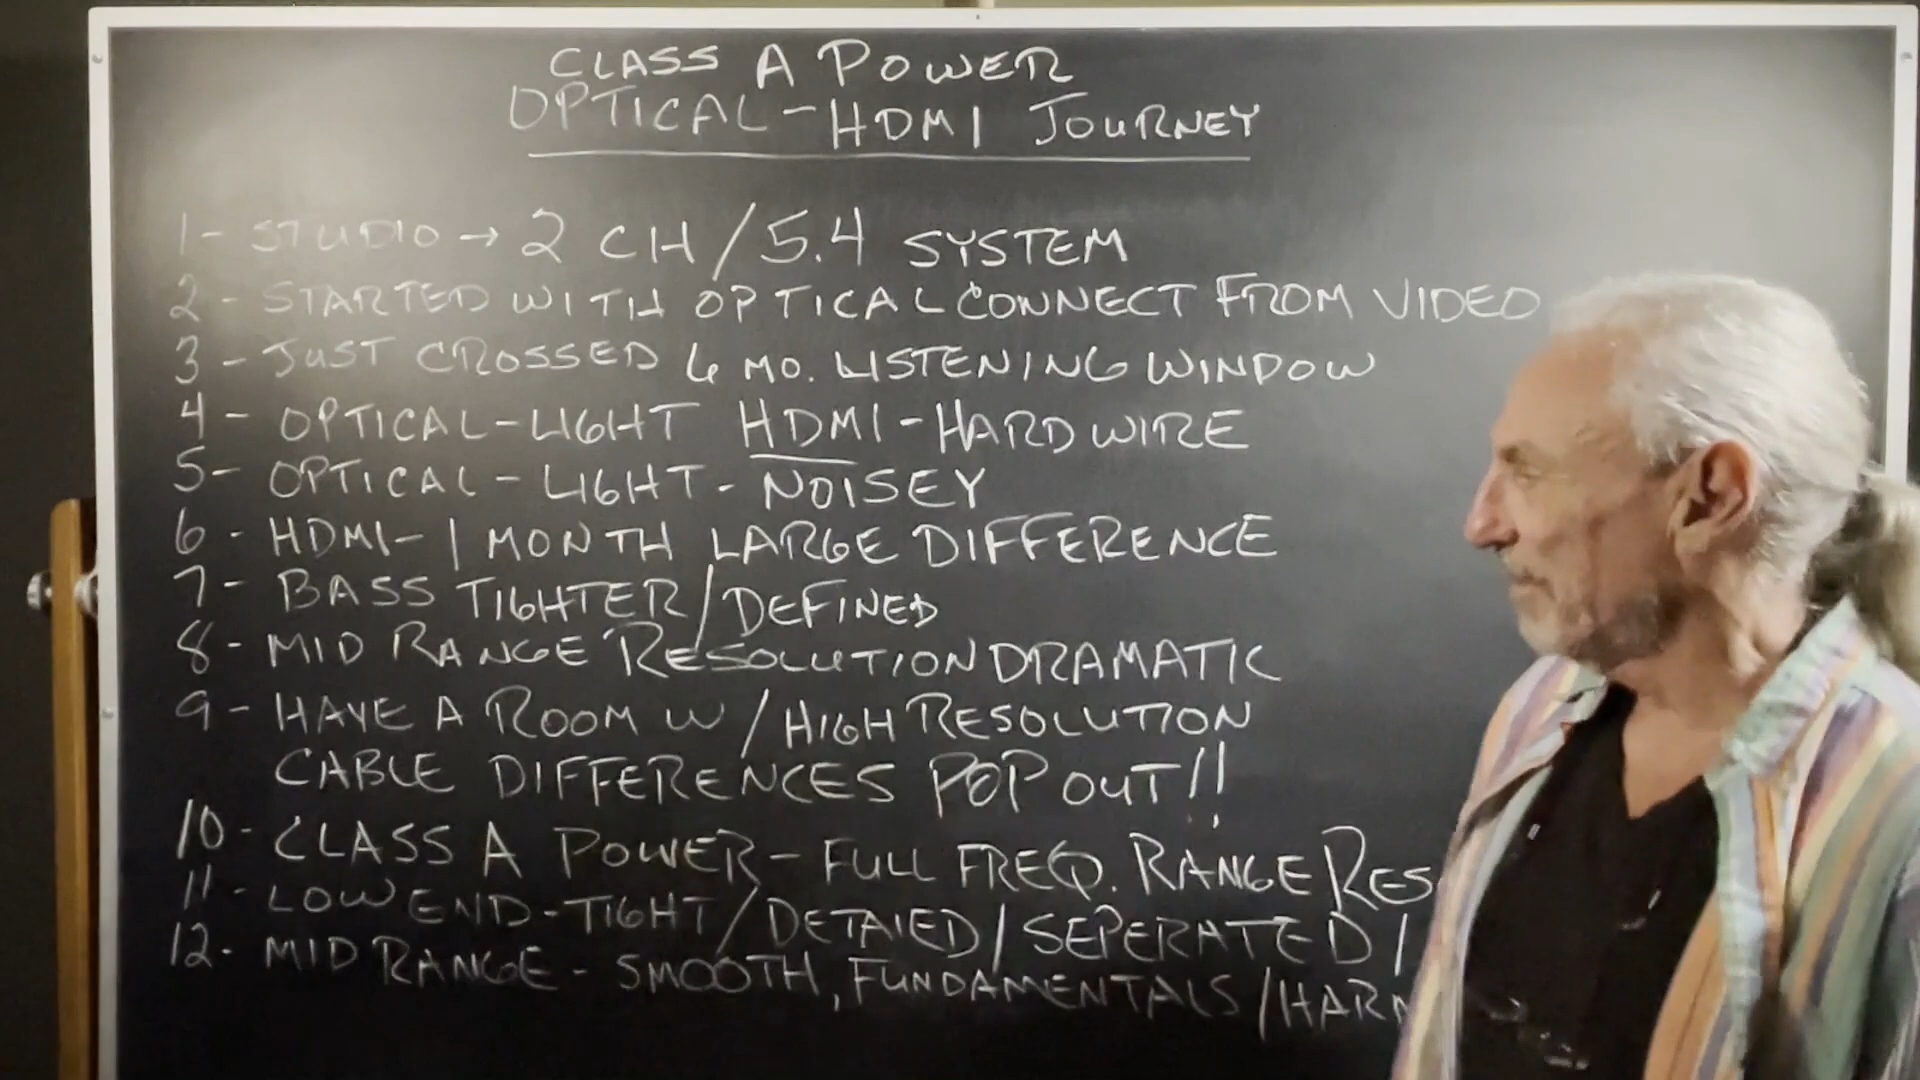 CLASS A POWER
OPTICAL-HDMI JOURNEY
1- STUDIO → 2 CH/5.4 SYSTEM
2- STARTED WITH OPTICAL CONNECT FROM VIDEO
3- JUST CROSSED 6 MO. LISTENING WINDOW
4- OPTICAL-LIGHT HDMI-HARDWIRE
5- OPTICAL-LIGHT-NOISEY
6- HDMI-1 MONTH LARGE DIFFERENCE
7- BASS TIGHTER/DEFINED
8- MID RANGE RESOLUTION DRAMATIC
9- HAVE A ROOM W/HIGH RESOLUTION
CABLE DIFFERENCES POP OUT!!
10- CLASS A POWER-FULL FREQ. RANGE RES
11- LOW END-TIGHT/DETAIED/SEPERATED/
12- MID RANGE-SMOOTH, FUNDAMENTALS/HAR